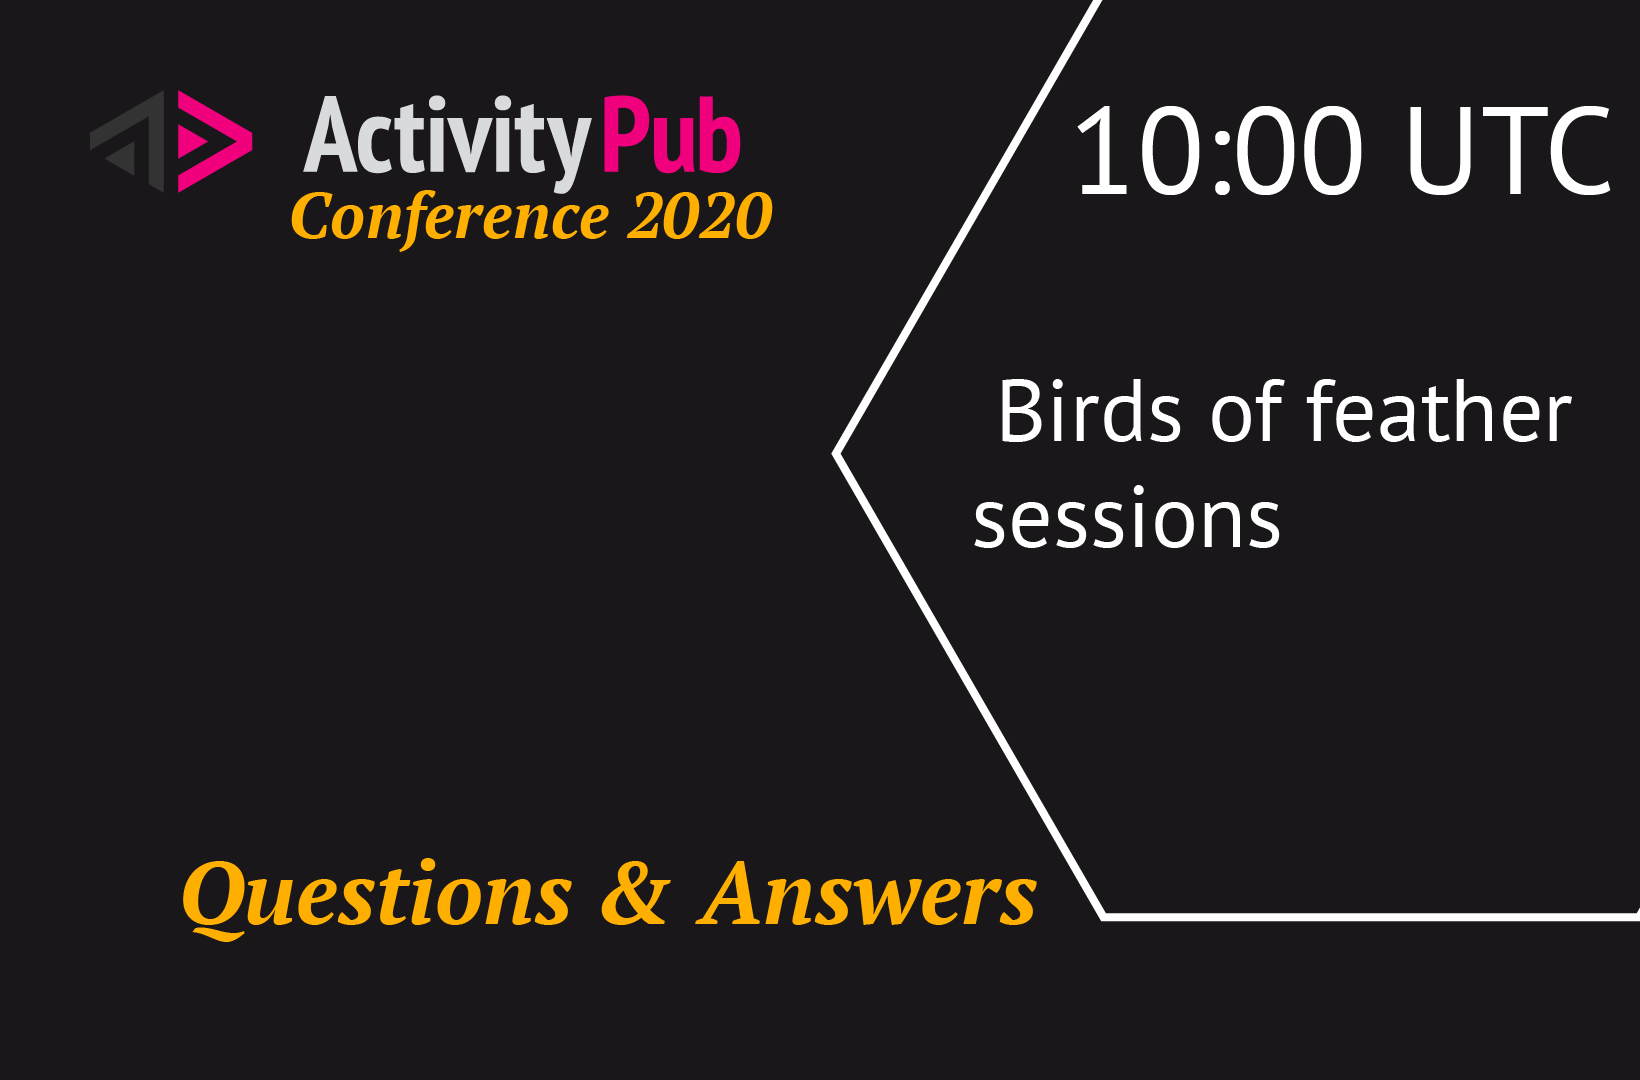 ActivityPub
Conference 2020
10:00 UTC
Birds of feather
sessions
Questions & Answers